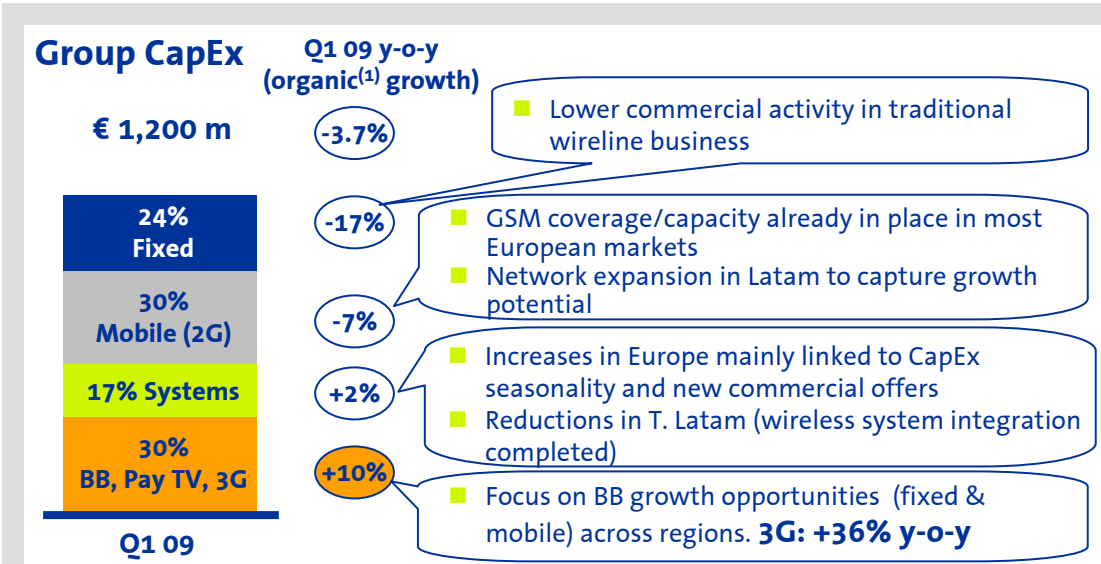 Group CapEx
Q1 09 y-o-y
(organic(1) growth)
€ 1,200 m
-3.7%
Lower commercial activity in traditional
wireline business
24%
Fixed
-17%
GSM coverage/capacity already in place in most
European markets
Network expansion in Latam to capture growth
potential
30%
Mobile (2G)
-7%
Increases in Europe mainly linked to CapEx
seasonality and new commercial offers
Reductions in T. Latam (wireless system integration
completed)
17% Systems
+2%
30%
BB, Pay TV, 3G
+10%
Focus on BB growth opportunities (fixed &
mobile) across regions. 3G: +36% y-o-y
Q1 09